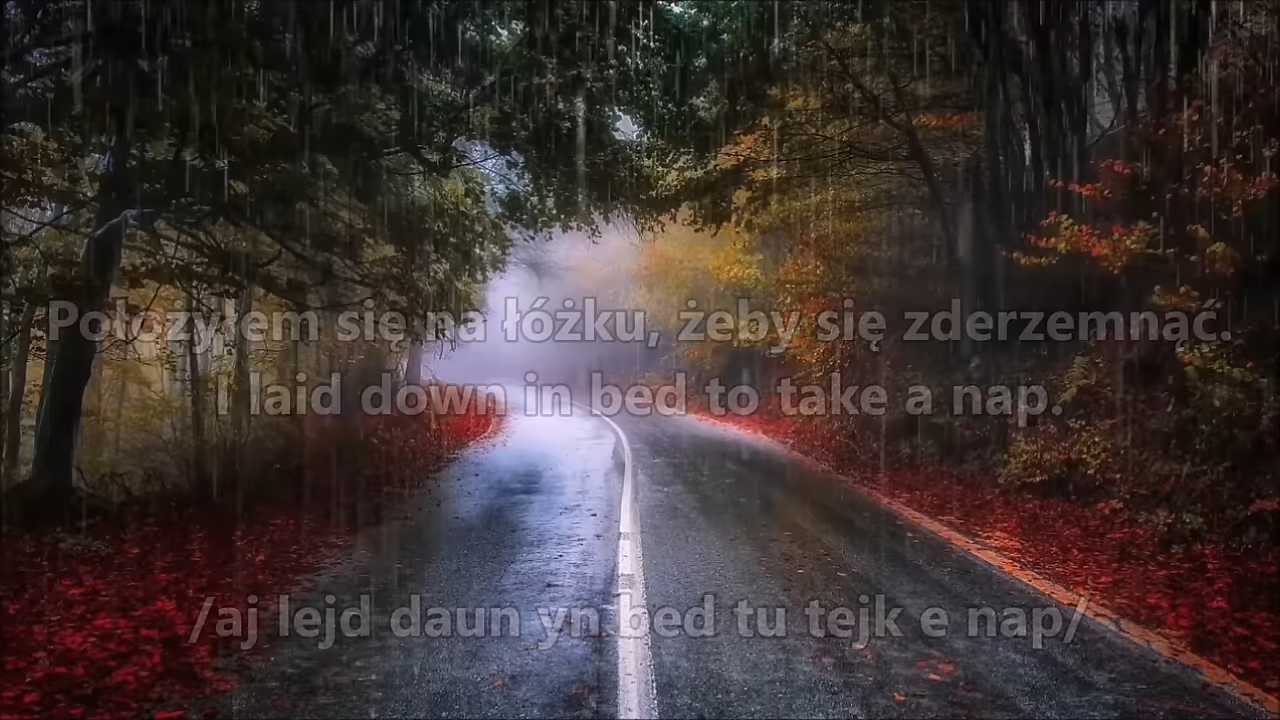 Położyłem się na łóżku, żeby się zderzemnąć.
I laid down in bed to take a nap.
/aj lejd daun yn bed tu tejk e nap/